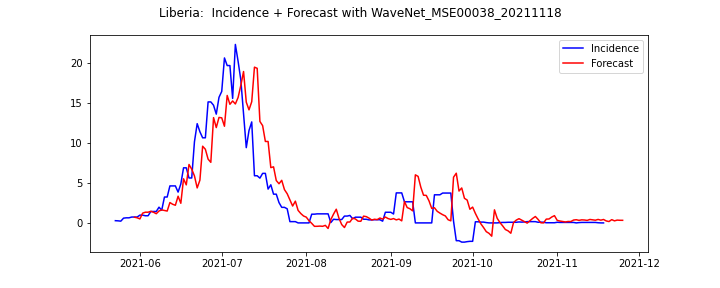 Liberia:  Incidence + Forecast with WaveNet_MSE00038_20211118
Incidence
Forecast
20
15
10
5
0
2021-06 2021-07 2021-08 2021-09 2021-10 2021-11 2021-12